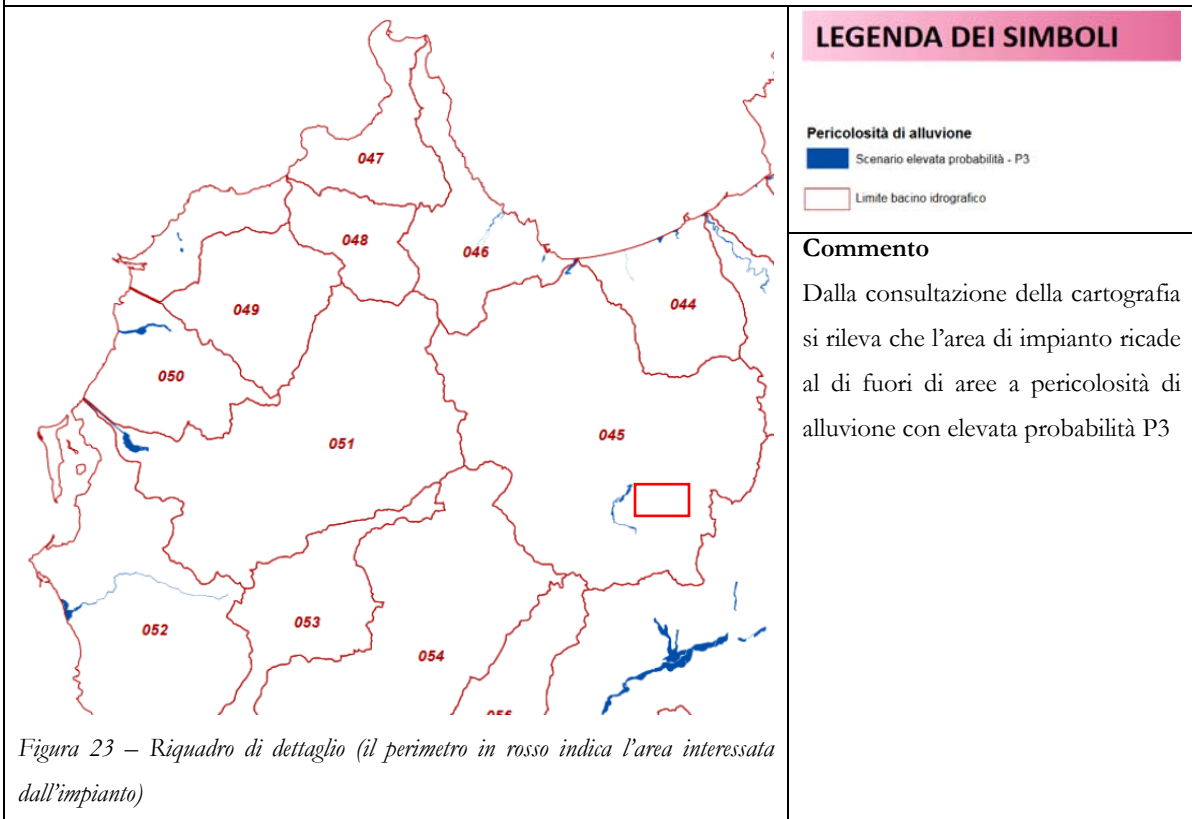 047
048
046
049
044
050
051
045
052
053
054
Figura 23 – Riquadro di dettaglio (il perimetro in rosso indica l'area interessata
dall'impianto)
LEGENDA DEI SIMBOLI
Pericolosità di alluvione
Scenario elevata probabilità - P3
Limite bacino idrografico
Commento
Dalla consultazione della cartografia
si rileva che l'area di impianto ricade
al di fuori di aree a pericolosità di
alluvione con elevata probabilità P3